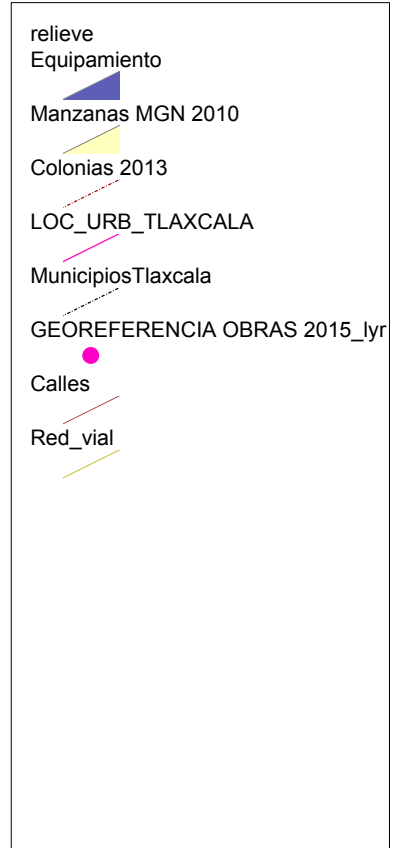 relieve
Equipamiento
Manzanas MGN 2010
Colonias 2013
LOC_URB_TLAXCALA
MunicipiosTlaxcala
GEOREFERENCIA OBRAS 2015_lyr
Calles
Red_vial